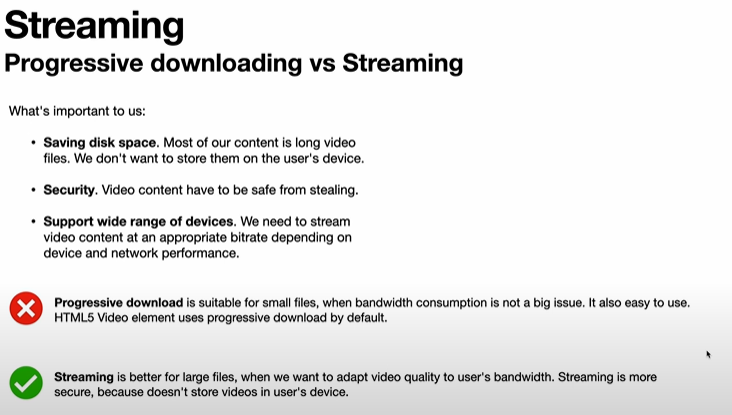 Streaming
Progressive downloading vs Streaming
What's important to us:
• Saving disk space. Most of our content is long video
files. We don't want to store them on the user's device.
• Security. Video content have to be safe from stealing.
• Support wide range of devices. We need to stream
video content at an appropriate bitrate depending on
device and network performance.
Progressive download is suitable for small files, when bandwidth consumption is not a big issue. It also easy to use.
HTML5 Video element uses progressive download by default.
Streaming is better for large files, when we want to adapt video quality to user's bandwidth. Streaming is more
secure, because doesn't store videos in user's device.